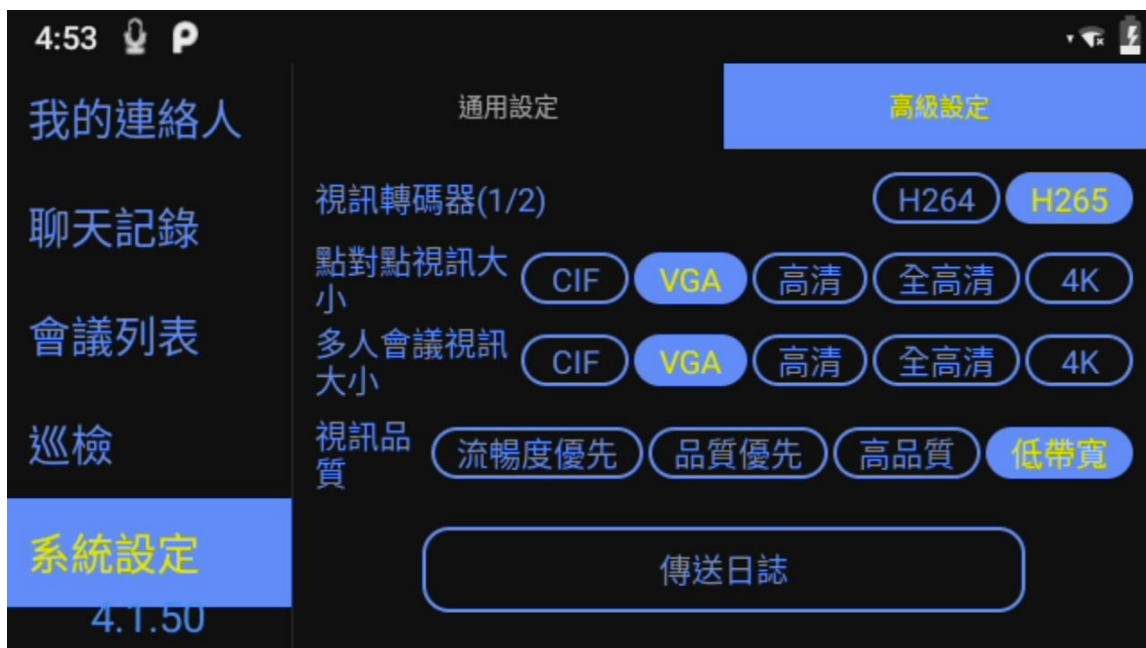 4:53
我的連絡人
聊天記錄
會議列表
巡檢
系統設定
4.1.50
通用設定
高級設定
視訊轉碼器(1/2)
H264
H265
點對點視訊大
小
CIF
VGA
高清
全高清
4K
多人會議視訊
大小
CIF
VGA
高清
全高清
4K
視訊品
質
流暢度優先
品質優先
高品質
低帶寬
傳送日誌